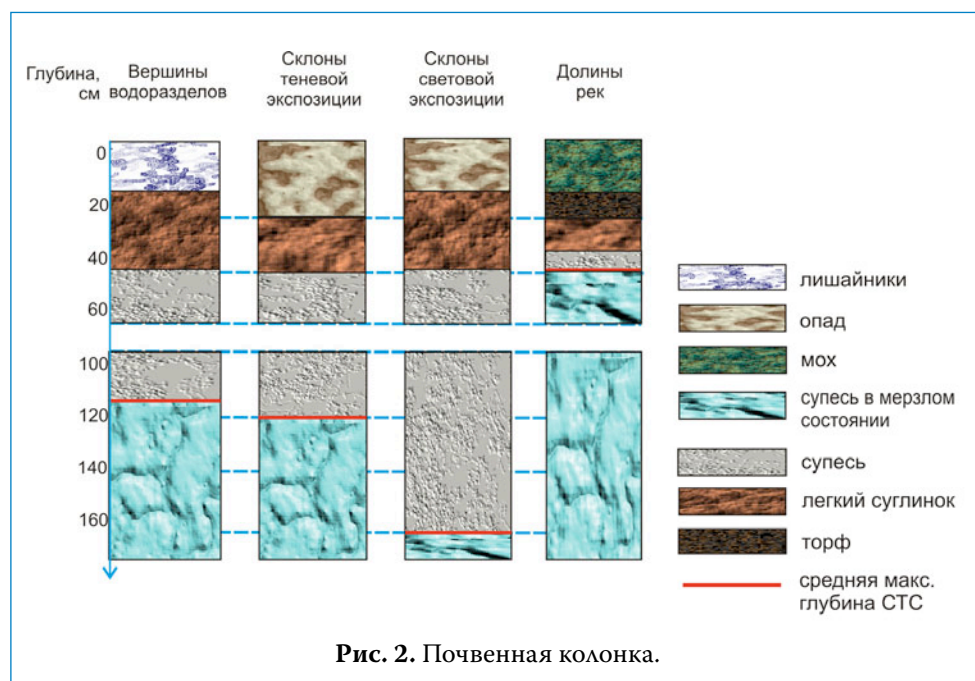 Глубина,
см
Вершины
водоразделов
Склоны
теневой
экспозиции
Склоны
световой
экспозиции
Долины
рек
0
20
40
60
100
120
140
160
лишайники
опад
мох
супесь в мерзлом
состоянии
супесь
легкий суглинок
торф
средняя макс.
глубина СТС
Рис. 2. Почвенная колонка.